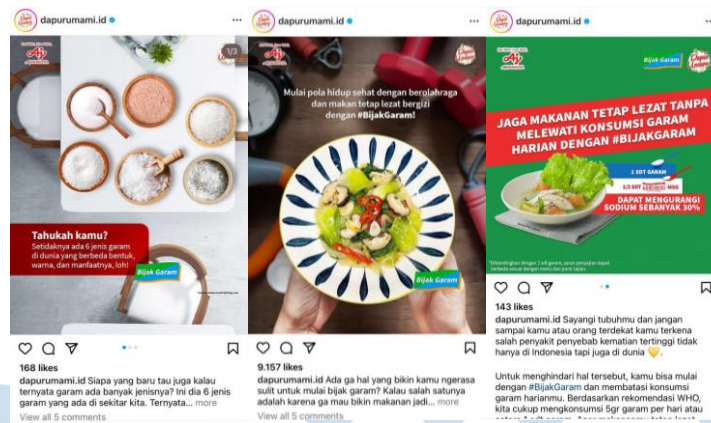 dapurumami.id
1/3
Tahukah kamu?
Setidaknya ada 6 jenis garam
di dunia yang berbeda bentuk,
warna, dan manfaatnya, loh!
Bijak Garam
168 likes
dapurumami.id Siapa yang baru tau juga kalau
ternyata garam ada banyak jenisnya? Ini dia 6 jenis
garam yang ada di sekitar kita. Ternyata... more
View all 5 comments
dapurumami.id
Mulai pola hidup sehat dengan berolahraga
dan makan tetap lezat bergizi
dengan #BijakGaram!
Bijak Garam
9.157 likes
dapurumami.id Ada ga hal yang bikin kamu ngerasa
sulit untuk mulai bijak garam? Kalau salah satunya
adalah karena ga mau bikin makanan jadi... more
View all 5 comments
dapurumami.id
Bijak Garam
JAGA MAKANAN TETAP LEZAT TANPA
MELEWATI KONSUMSI GARAM
HARIAN DENGAN #BIJAKGARAM
1 SDT GARAM
1/2 SDT
MSG
DAPAT MENGURANGI
SODIUM SEBANYAK 30%
143 likes
dapurumami.id Sayangi tubuhmu dan jangan
sampai kamu atau orang terdekat kamu terkena
salah penyakit penyebab kematian tertinggi tidak
hanya di Indonesia tapi juga di dunia 💛.
Untuk menghindari hal tersebut, kamu bisa mulai
dengan #BijakGaram dan membatasi konsumsi
garam harianmu. Berdasarkan rekomendasi WHO,
kita cukup mengkonsumsi 5gr garam per hari atau